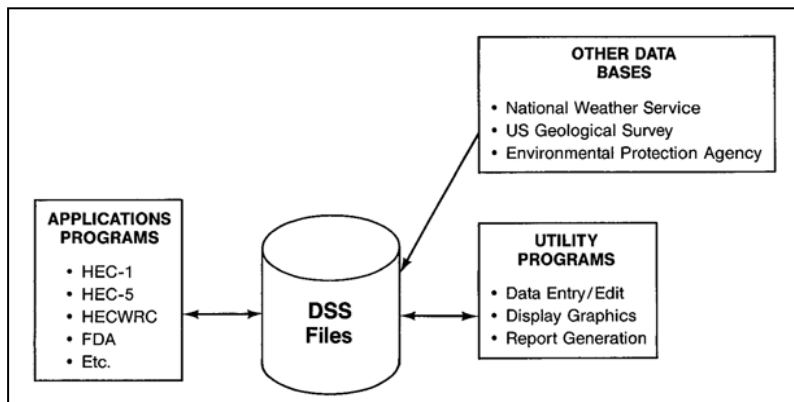 OTHER DATA
BASES
• National Weather Service
• US Geological Survey
• Environmental Protection Agency
APPLICATIONS
PROGRAMS
• HEC-1
• HEC-5
• HECWRC
• FDA
• Etc.
DSS
Files
UTILITY
PROGRAMS
• Data Entry/Edit
• Display Graphics
• Report Generation